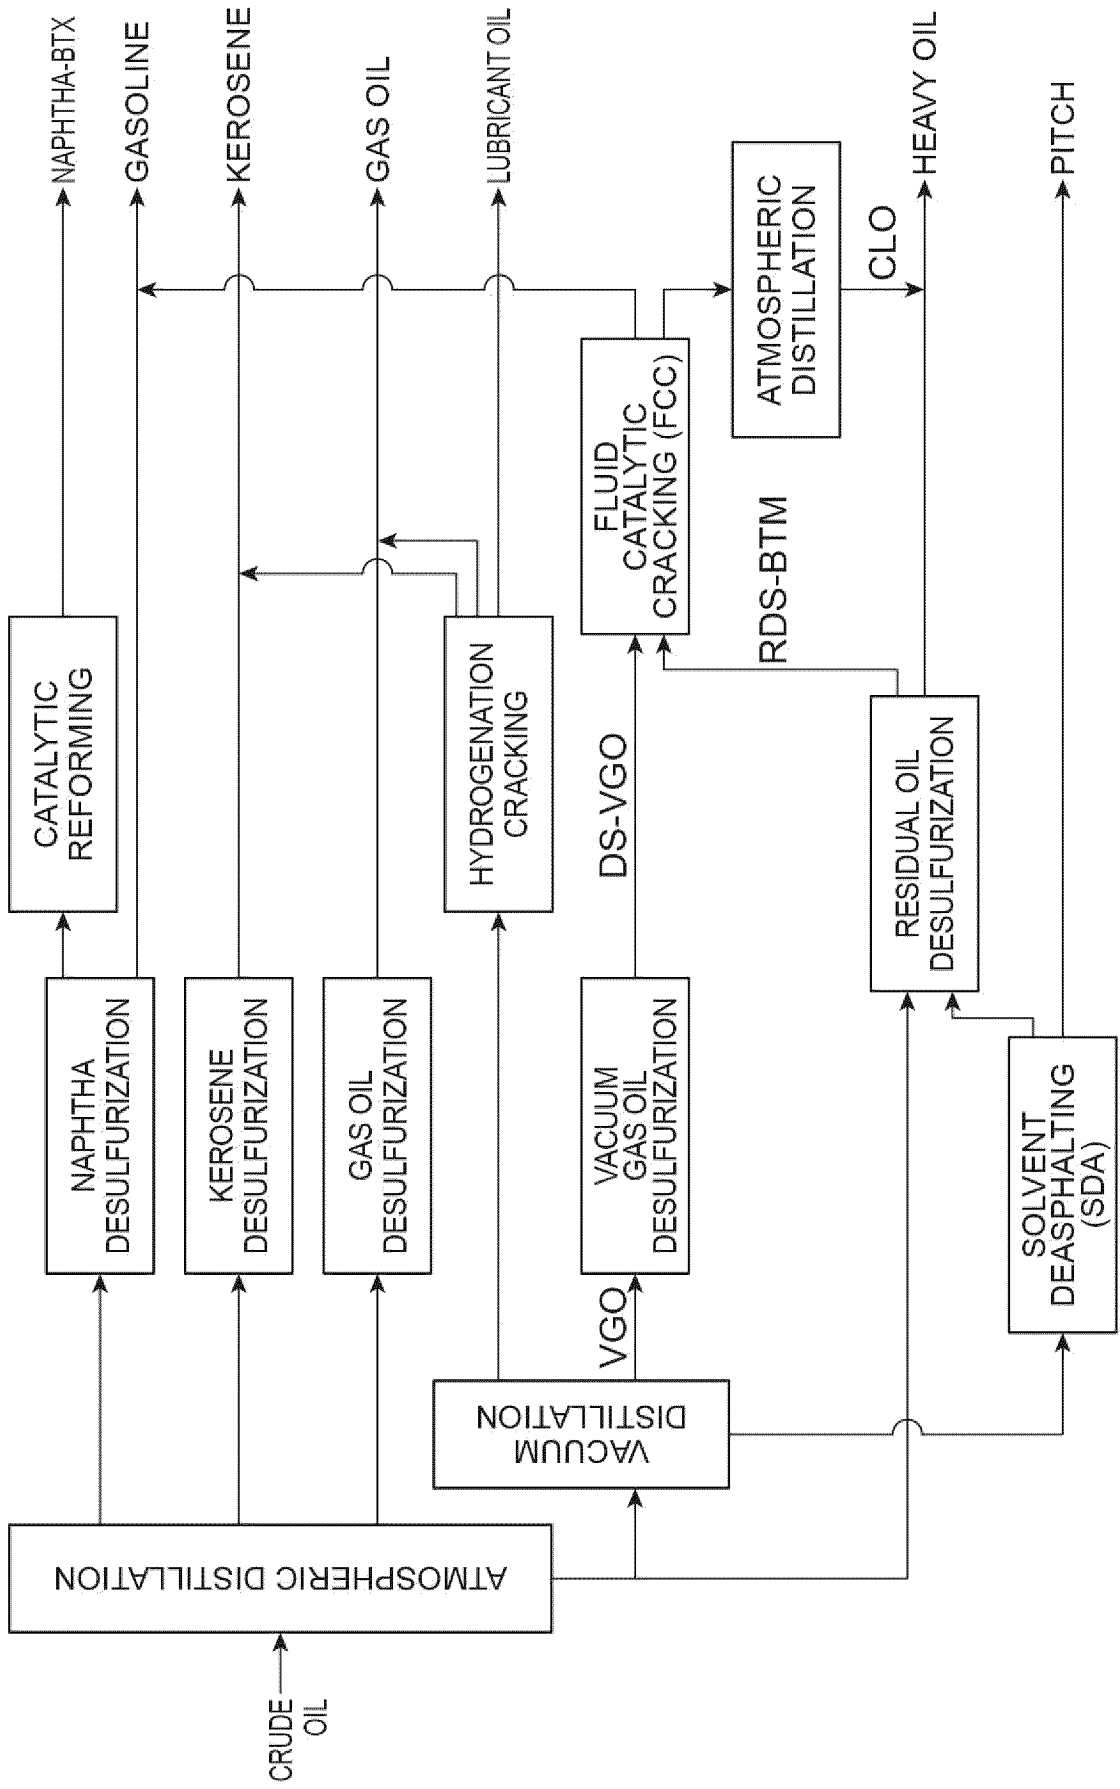 CRUDE
OIL
ATMOSPHERIC DISTILLATION
NAPHTHA
DESULFURIZATION
KEROSENE
DESULFURIZATION
GAS OIL
DESULFURIZATION
VACUUM
DISTILLATION
VGO
VACUUM
GAS OIL
DESULFURIZATION
SOLVENT
DEASPHALTING
(SDA)
CATALYTIC
REFORMING
HYDROGENATION
CRACKING
DS-VGO
RESIDUAL OIL
DESULFURIZATION
FLUID
CATALYTIC
CRACKING (FCC)
RDS-BTM
ATMOSPHERIC
DISTILLATION
CLO
NAPHTHA-BTX
GASOLINE
KEROSENE
GAS OIL
LUBRICANT OIL
HEAVY OIL
PITCH